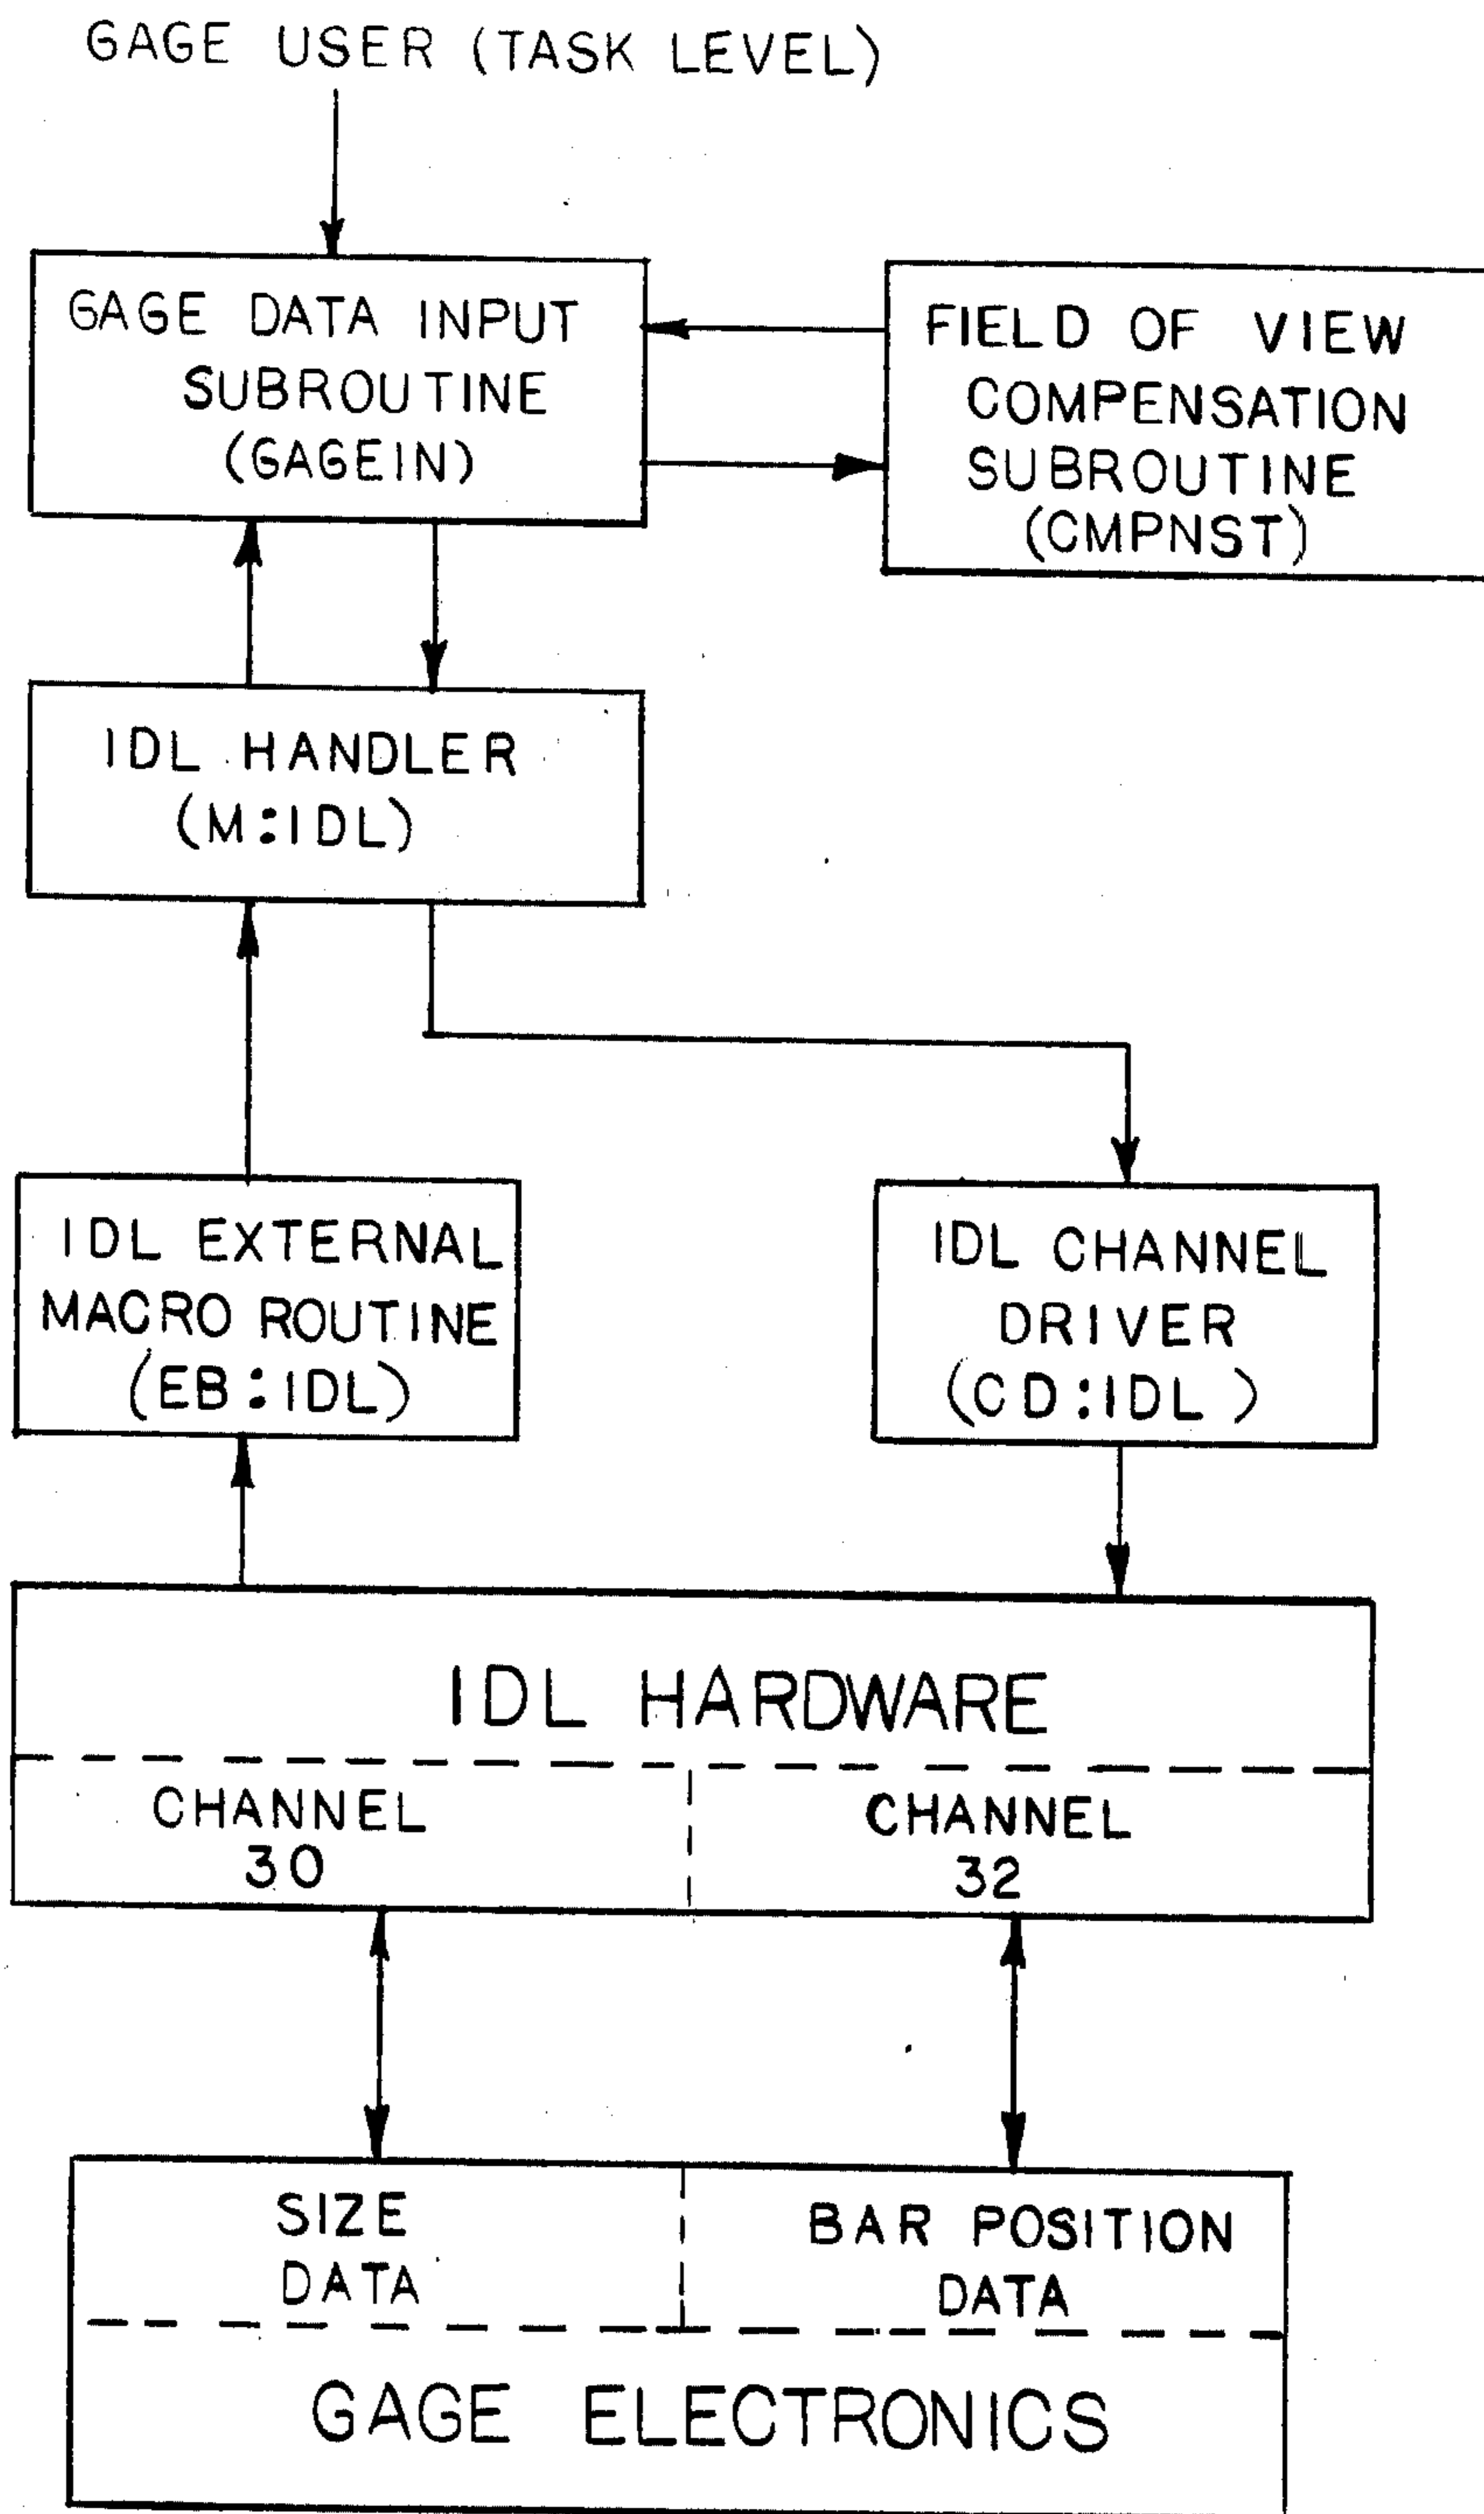 GAGE USER (TASK LEVEL)
GAGE DATA INPUT
SUBROUTINE
(GAGEIN)
FIELD OF VIEW
COMPENSATION
SUBROUTINE
(CMPNST)
IDL HANDLER
(M:IDL)
IDL EXTERNAL
MACRO ROUTINE
(EB:IDL)
IDL CHANNEL
DRIVER
(CD:IDL)
IDL HARDWARE
CHANNEL
30
CHANNEL
32
SIZE
DATA
BAR POSITION
DATA
GAGE ELECTRONICS